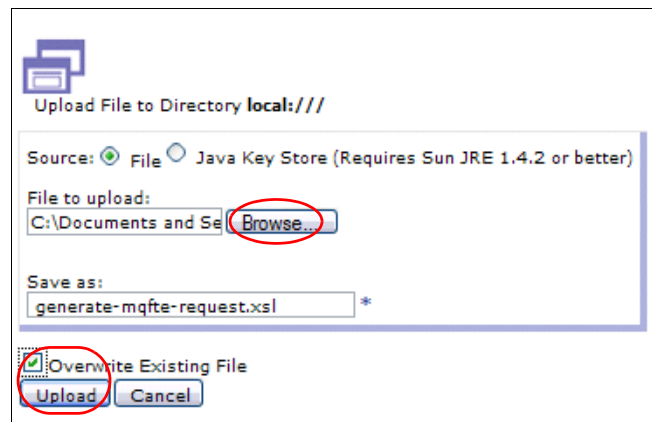 Upload File to Directory local:///
Source: File Java Key Store (Requires Sun JRE 1.4.2 or better)
File to upload:
C:\Documents and Se Browse...
Save as:
generate-mqfte-request.xsl *
Overwrite Existing File
Upload Cancel